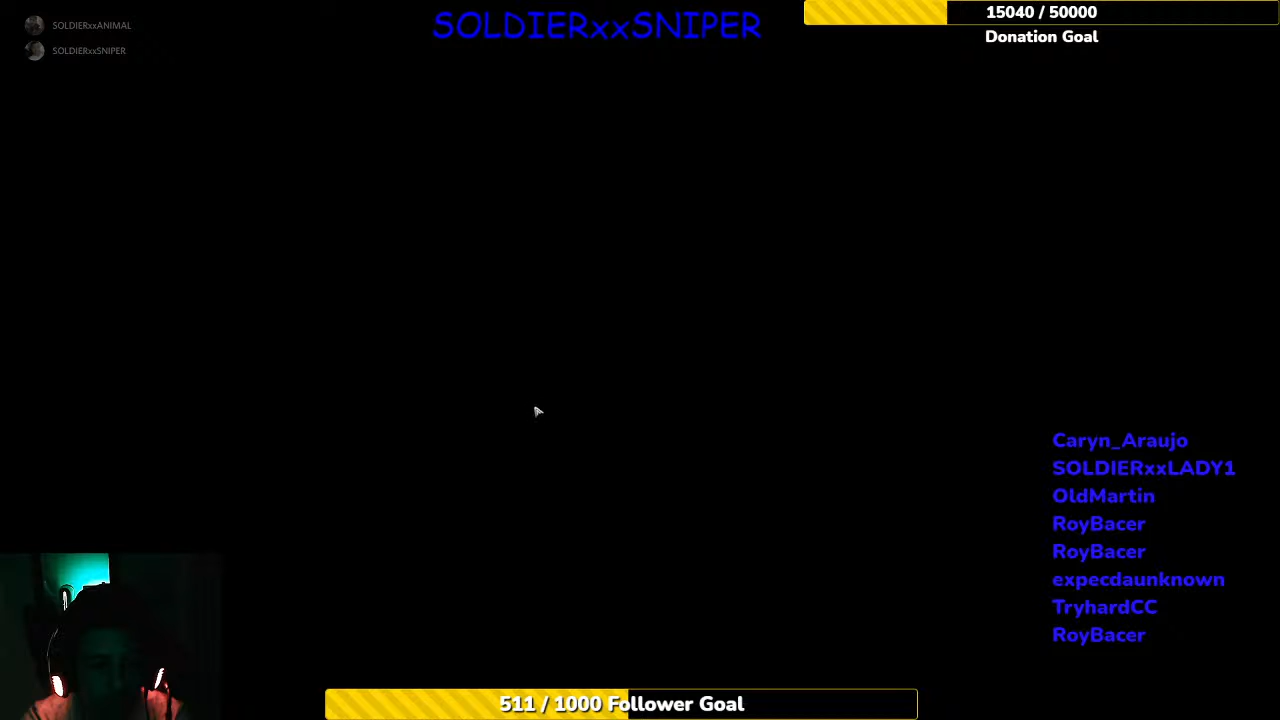 SOLDIERxxANIMAL
SOLDIERxxSNIPER
SOLDIERxxSNIPER
15040 / 50000
Donation Goal
Caryn_Araujo
SOLDIERxxLADY1
OldMartin
RoyBacer
RoyBacer
expecdaunknown
TryhardCC
RoyBacer
511 / 1000 Follower Goal